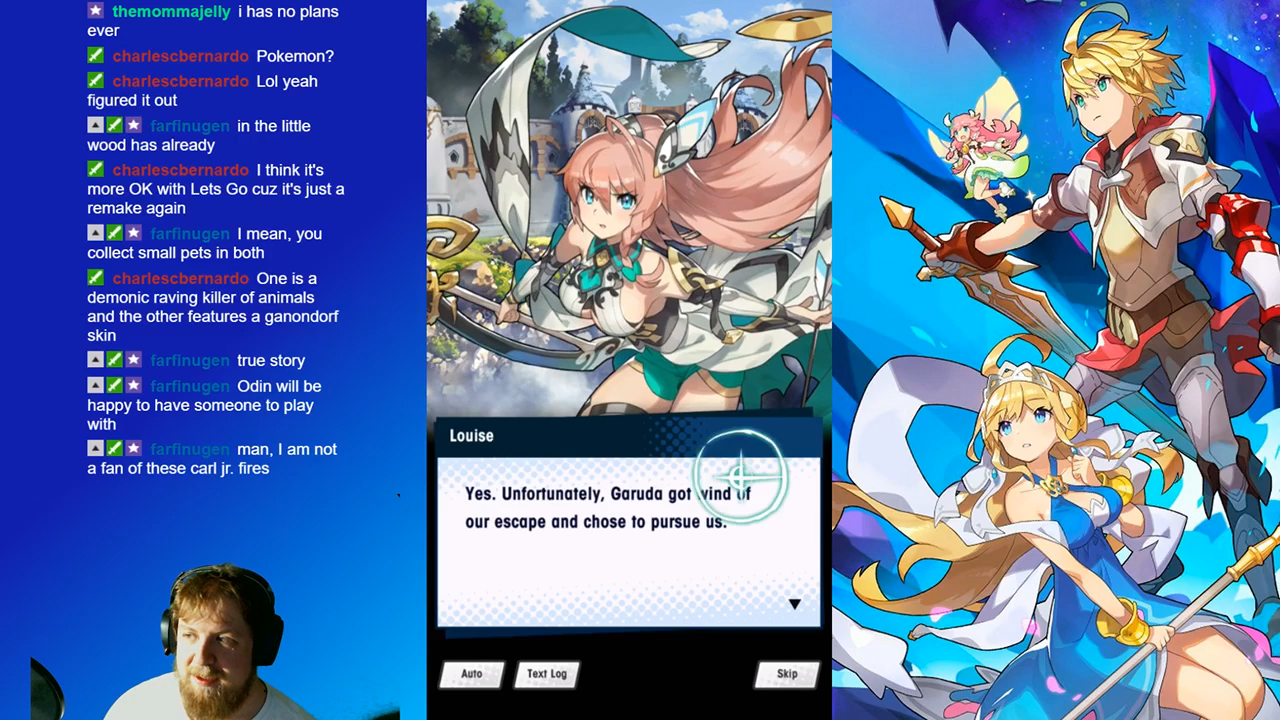 themommajelly i has no plans
ever
charlescbernardo Pokemon?
charlescbernardo Lol yeah
figured it out
farfinugen in the little
wood has already
charlescbernardo I think it's
more OK with Lets Go cuz it's just a
remake again
farfinugen I mean, you
collect small pets in both
charlescbernardo One is a
demonic raving killer of animals
and the other features a ganondorf
skin
farfinugen true story
farfinugen Odin will be
happy to have someone to play
with
farfinugen man, I am not
a fan of these carl jr. fires
Louise
Yes. Unfortunately, Garuda got wind of
our escape and chose to pursue us.
Auto
Text Log
Skip